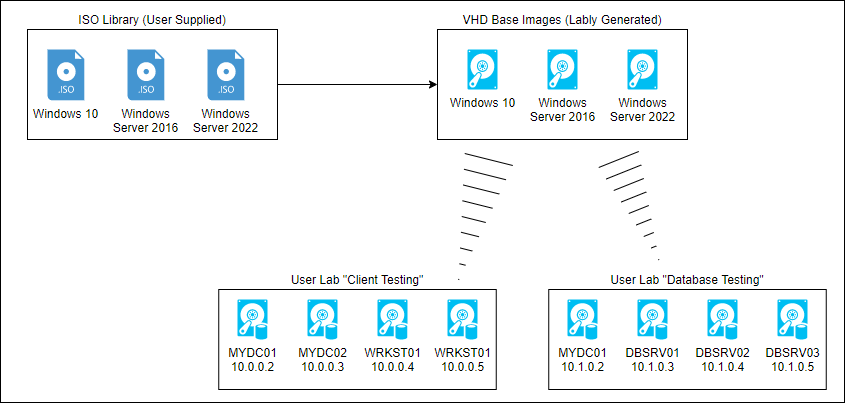 ISO Library (User Supplied)
.ISO
.ISO
.ISO
Windows 10
Windows
Server 2016
Windows
Server 2022
VHD Base Images (Lably Generated)
Windows 10
Windows
Server 2016
Windows
Server 2022
User Lab "Client Testing"
MYDC01
10.0.0.2
MYDC02
10.0.0.3
WRKST01
10.0.0.4
WRKST01
10.0.0.5
User Lab "Database Testing"
MYDC01
10.1.0.2
DBSRV01
10.1.0.3
DBSRV02
10.1.0.4
DBSRV03
10.1.0.5